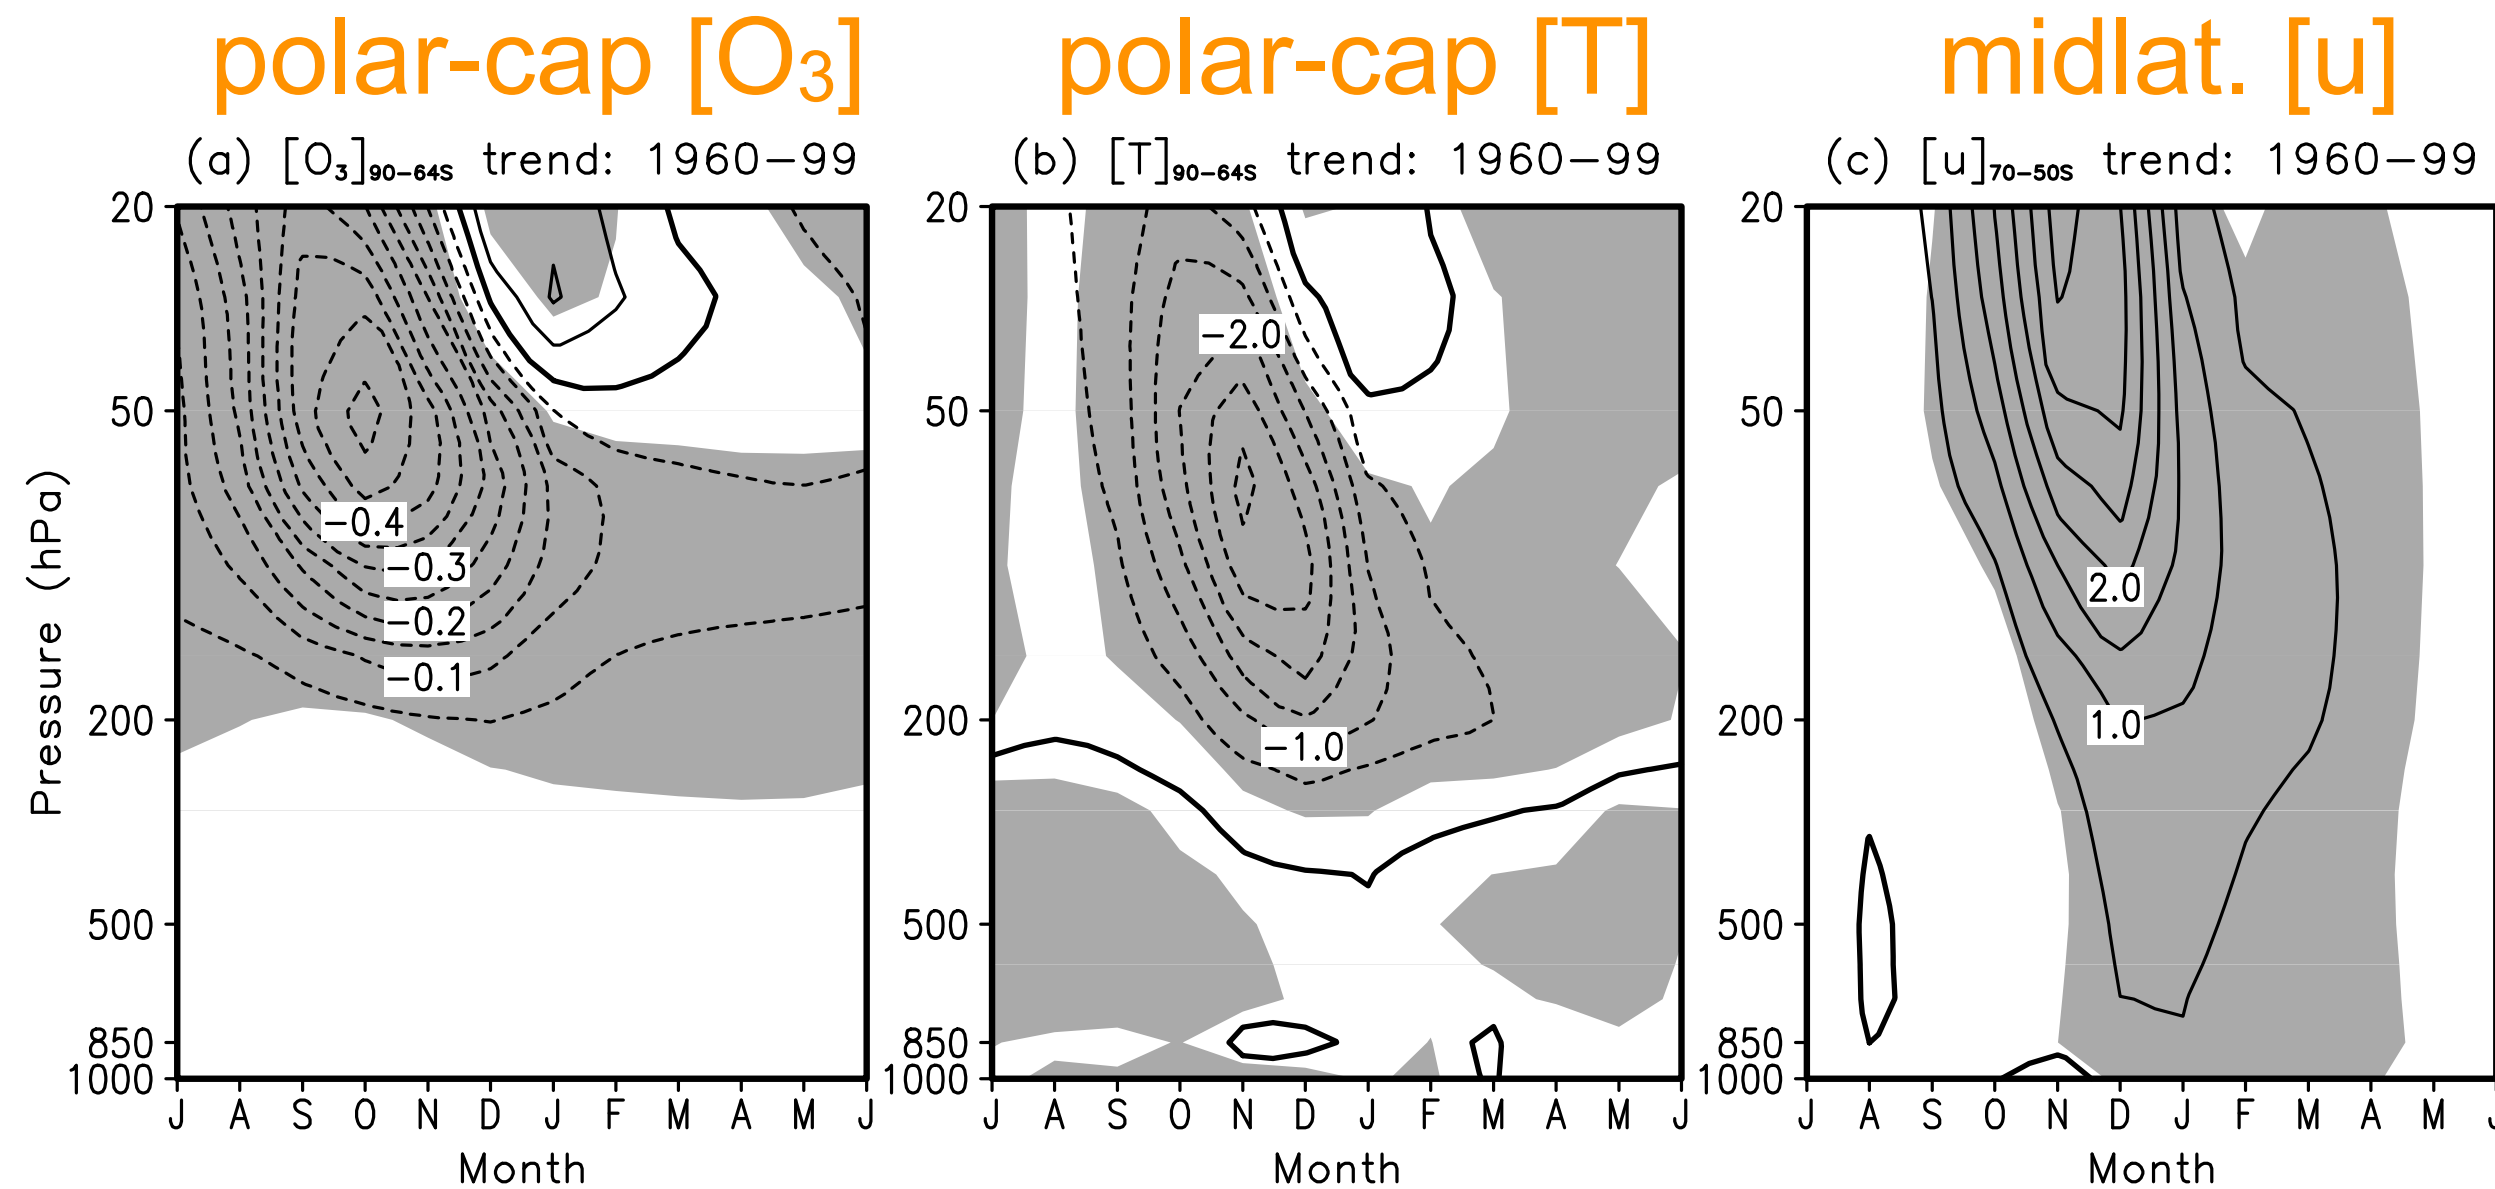 polar-cap [O3]
polar-cap [T]
midlat. [u]
(a) [O3]90-64S trend: 1960-99
(b) [T]90-64S trend: 1960-99
(c) [u]70-50S trend: 1960-99
Pressure (hPa)
20
50
200
500
850
1000
-0.4
-0.3
-0.2
-0.1
J A S O N D J F M A M J
Month
20
50
200
500
850
1000
-2.0
-1.0
J A S O N D J F M A M J
Month
20
50
200
500
850
1000
2.0
1.0
J A S O N D J F M A M J
Month